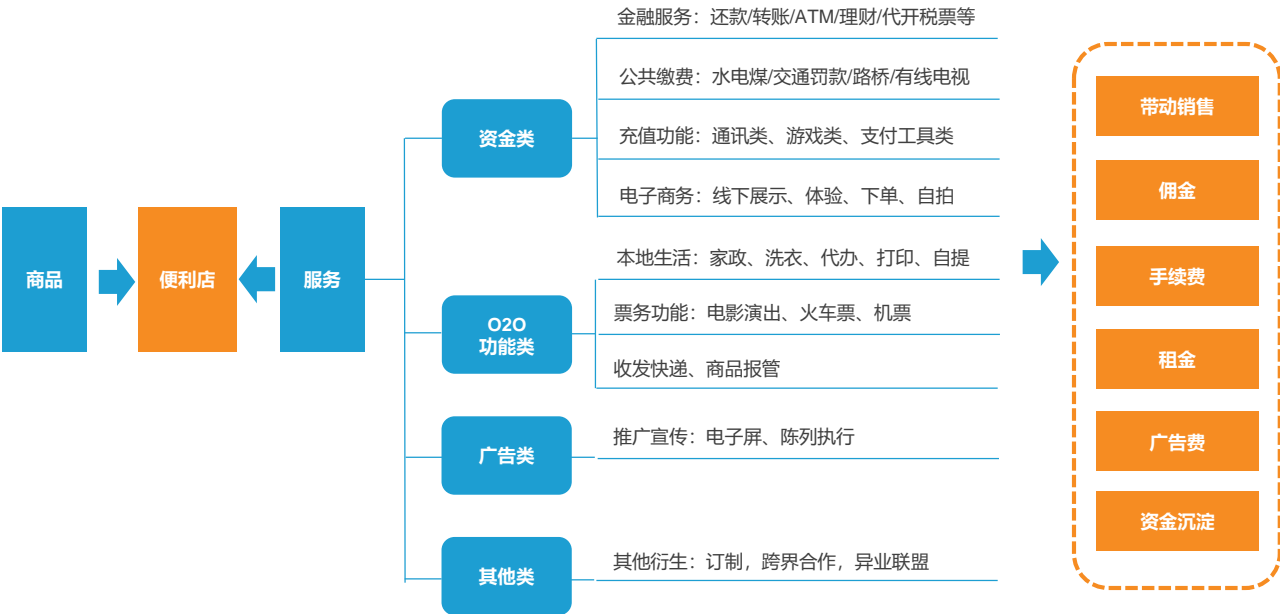 商品
便利店
服务
资金类
金融服务：还款/转账/ATM/理财/代开税票等
公共缴费：水电煤/交通罚款/路桥/有线电视
充值功能：通讯类、游戏类、支付工具类
电子商务：线下展示、体验、下单、自拍
O2O
功能类
本地生活：家政、洗衣、代办、打印、自提
票务功能：电影演出、火车票、机票
收发快递、商品报管
广告类
推广宣传：电子屏、陈列执行
其他类
其他衍生：订制，跨界合作，异业联盟
带动销售
佣金
手续费
租金
广告费
资金沉淀